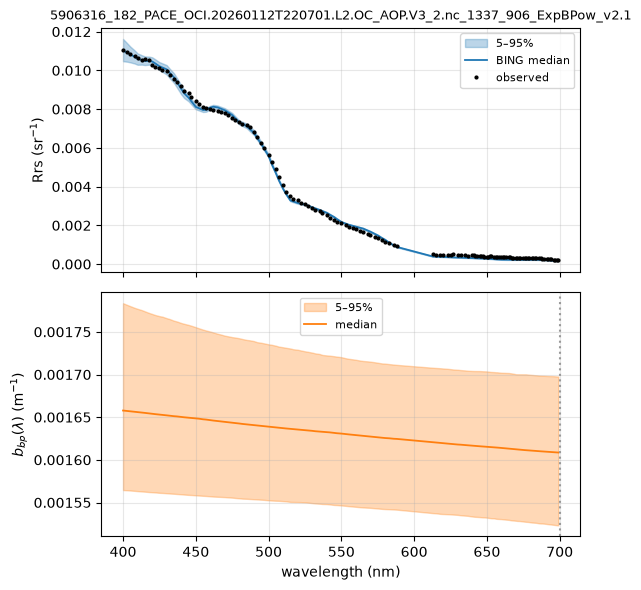 5906316_182_PACE_OCI.20260112T220701.L2.OC_AOP.V3_2.nc_1337_906_ExpBPow_v2.1
0.012
0.010
0.008
0.006
0.004
0.002
0.000
Rrs (sr⁻¹)
5–95%
BING median
observed
0.00175
0.00170
0.00165
0.00160
0.00155
b_bp(λ) (m⁻¹)
5–95%
median
400 450 500 550 600 650 700
wavelength (nm)